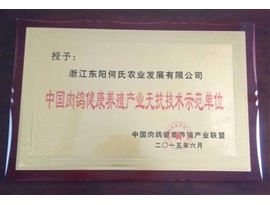 授予：
浙江东阳何氏农业发展有限公司
中国肉鸽健康养殖产业无抗技术示范单位
中国肉鸽健康养殖产业联盟
二〇一五年六月